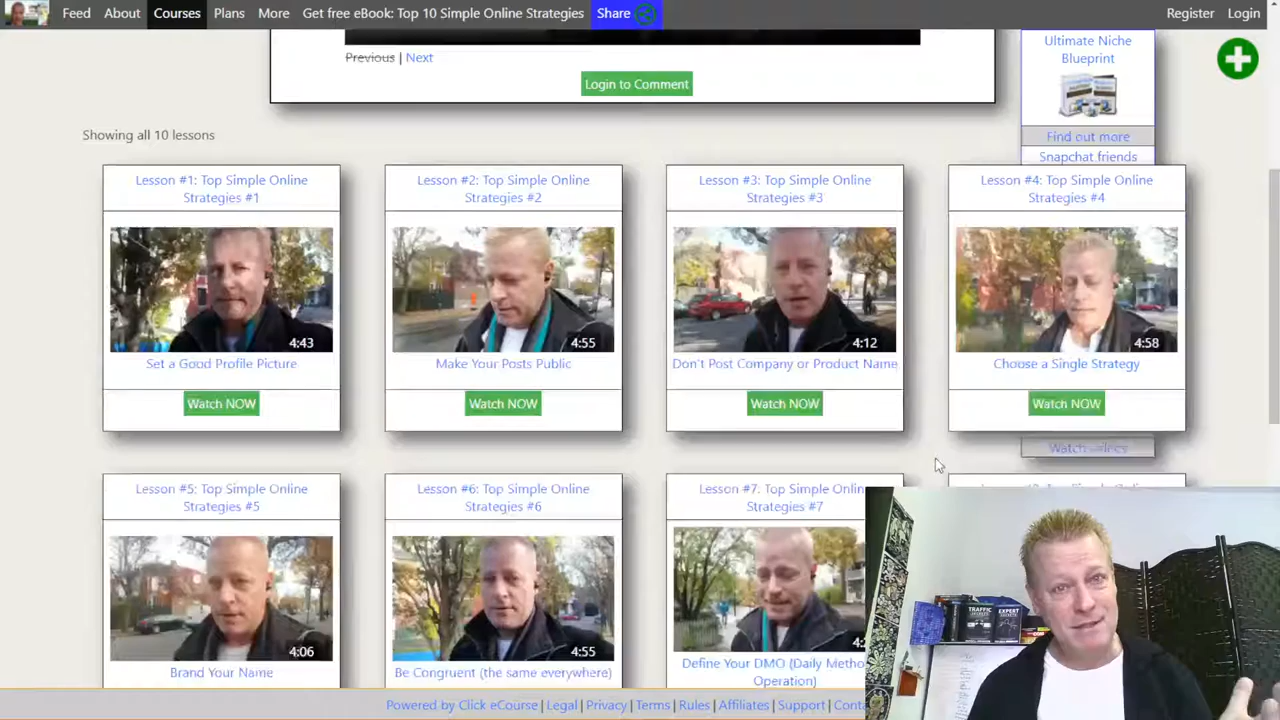 Feed About Courses Plans More Get free eBook: Top 10 Simple Online Strategies Share Register Login
Ultimate Niche
Blueprint
Previous | Next
Login to Comment
Find out more
Snapchat friends
Showing all 10 lessons
Lesson #1: Top Simple Online
Strategies #1
4:43
Set a Good Profile Picture
Watch NOW
Lesson #2: Top Simple Online
Strategies #2
4:55
Make Your Posts Public
Watch NOW
Lesson #3: Top Simple Online
Strategies #3
4:12
Don't Post Company or Product Name
Watch NOW
Lesson #4: Top Simple Online
Strategies #4
4:58
Choose a Single Strategy
Watch NOW
Lesson #5: Top Simple Online
Strategies #5
4:06
Brand Your Name
Lesson #6: Top Simple Online
Strategies #6
4:55
Be Congruent (the same everywhere)
Lesson #7: Top Simple Onlin
Strategies #7
Define Your DMO (Daily Metho
Operation)
TRAFFIC
EXPERT
Powered by Click eCourse | Legal | Privacy | Terms | Rules | Affiliates | Support | Conta